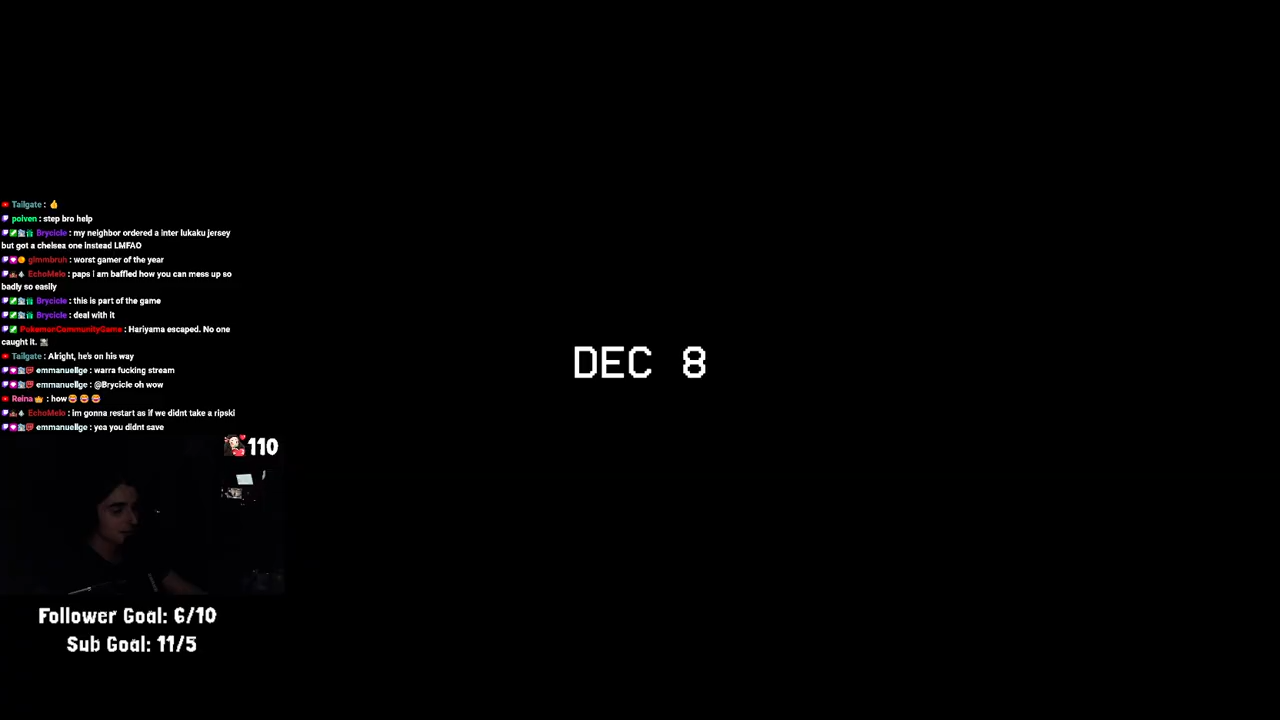 Tailgate : 👍
poiven : step bro help
Brycicle : my neighbor ordered a inter lukaku jersey
but got a chelsea one instead LMFAO
gimmbruh : worst gamer of the year
EchoMelo : paps i am baffled how you can mess up so
badly so easily
Brycicle : this is part of the game
Brycicle : deal with it
PokemonCommunityGame : Hariyama escaped. No one
caught it.
Tailgate : Alright, he's on his way
emmanuellge : warra fucking stream
emmanuellge : @Brycicle oh wow
Reina : how😂 😂 😂
EchoMelo : im gonna restart as if we didnt take a ripski
emmanuellge : yea you didnt save
110
DEC 8
Follower Goal: 6/10
Sub Goal: 11/5